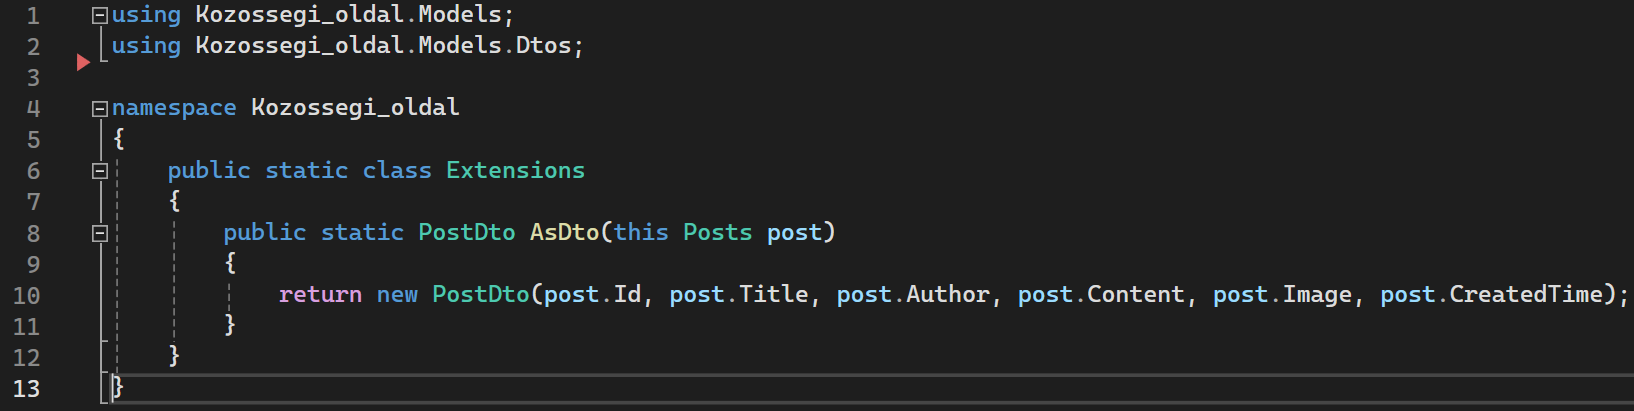 1 using Kozossegi_oldal.Models;
2 using Kozossegi_oldal.Models.Dtos;
3
4 namespace Kozossegi_oldal
5 {
6 public static class Extensions
7 {
8 public static PostDto AsDto(this Posts post)
9 {
10 return new PostDto(post.Id, post.Title, post.Author, post.Content, post.Image, post.CreatedTime);
11 }
12 }
13 }